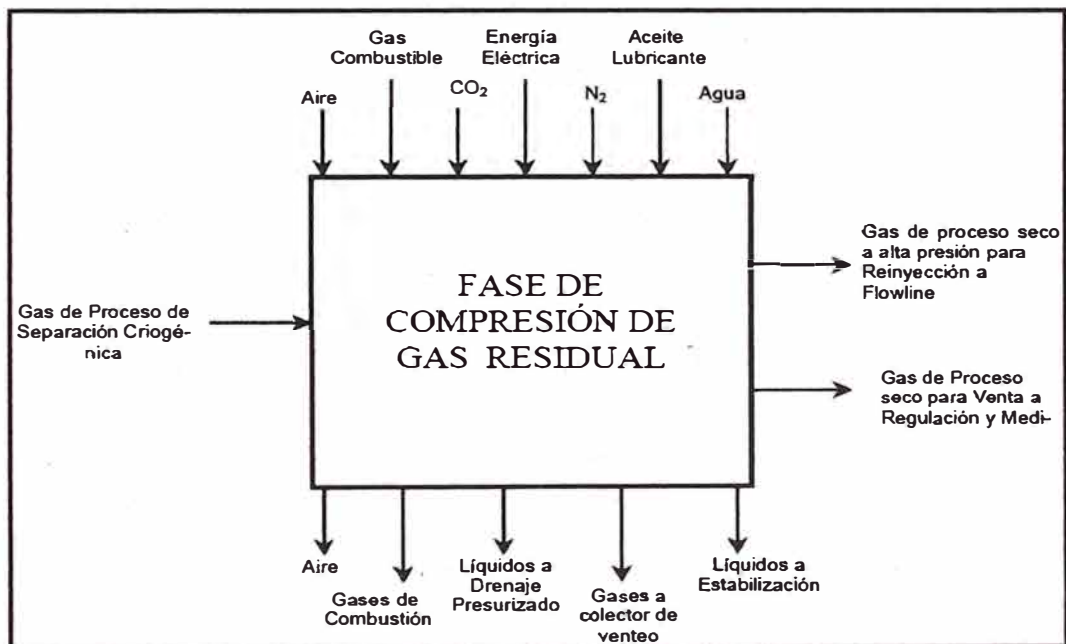 Gas
Combustible
Energía
Eléctrica
Aceite
Lubricante
Aire
CO₂
N₂
Agua
Gas de Proceso de
Separación Criogé-
nica
FASE DE
COMPRESIÓN DE
GAS RESIDUAL
Gas de proceso seco
a alta presión para
Reinyección a
Flowline
Gas de Proceso
seco para Venta a
Regulación y Medi-
Aire
Gases de
Combustión
Líquidos a
Drenaje
Presurizado
Gases a
colector de
venteo
Líquidos a
Estabilización